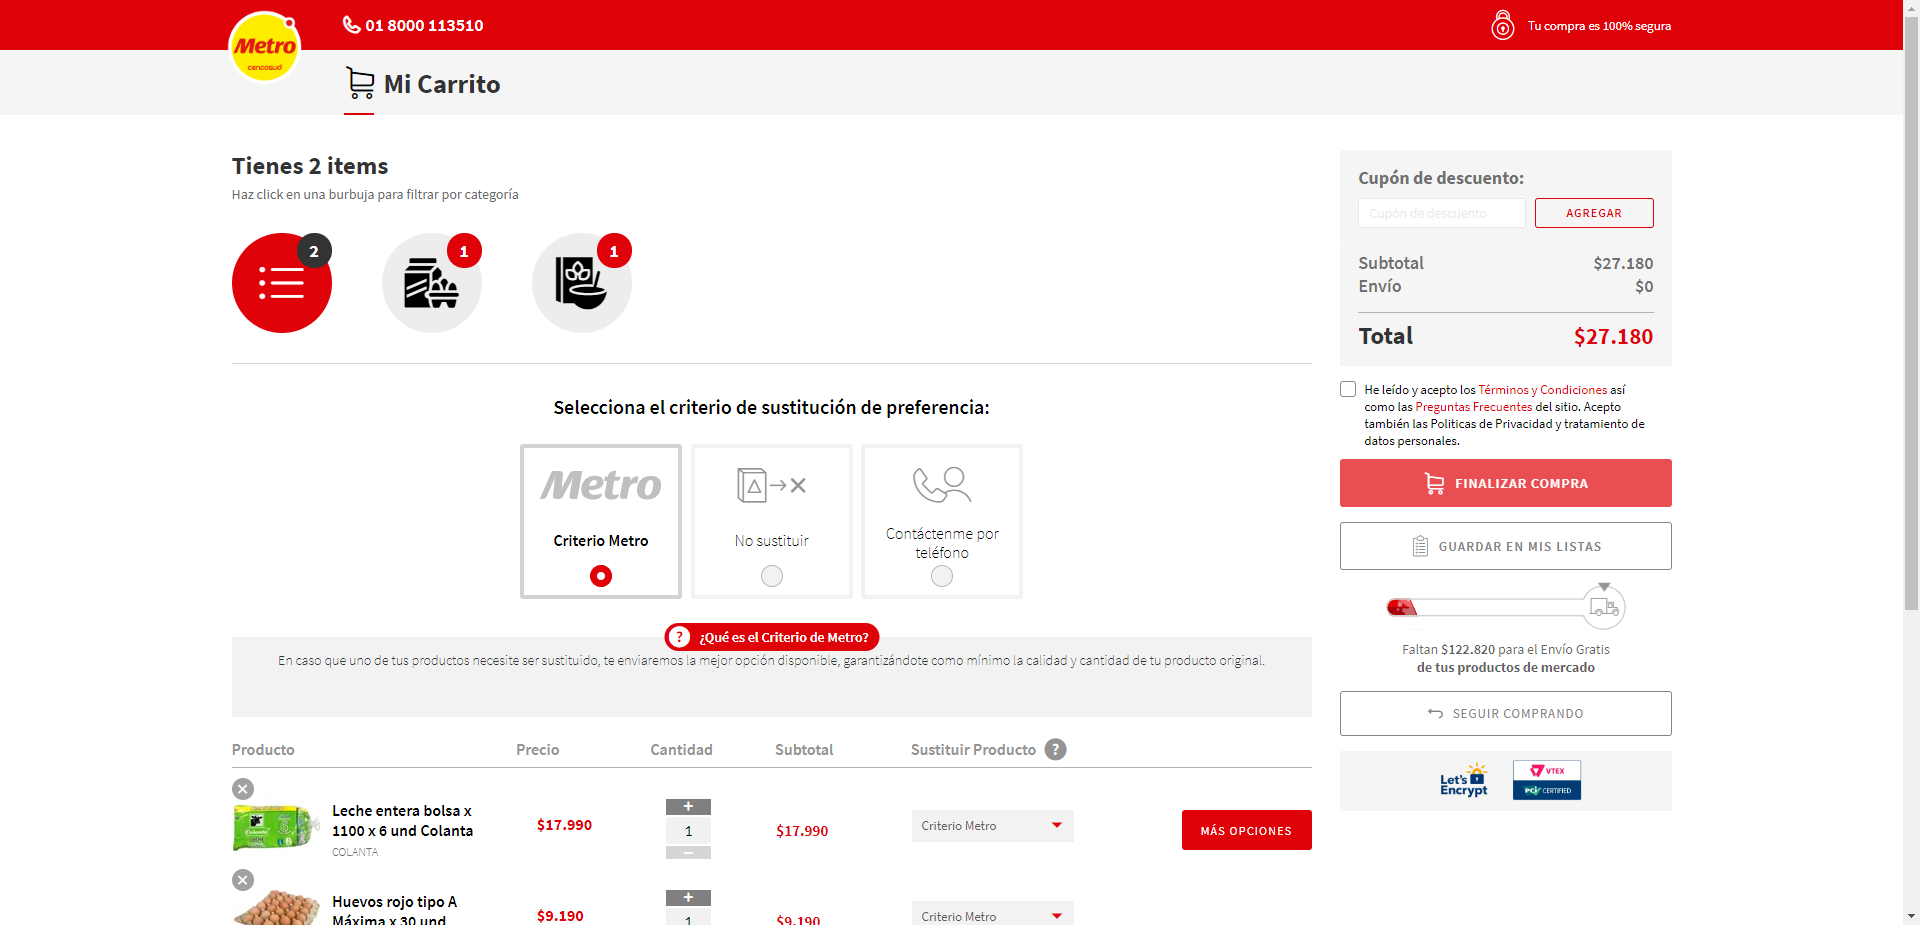 01 8000 113510
Tu compra es 100% segura
Metro
cencosud
Mi Carrito
Tienes 2 items
Haz click en una burbuja para filtrar por categoría
2
1
1
Selecciona el criterio de sustitución de preferencia:
Metro
Criterio Metro
No sustituir
Contáctenme por
teléfono
? ¿Qué es el Criterio de Metro?
En caso que uno de tus productos necesite ser sustituido, te enviaremos la mejor opción disponible, garantizándote como mínimo la calidad y cantidad de tu producto original.
Producto Precio Cantidad Subtotal Sustituir Producto ?
Leche entera bolsa x
1100 x 6 und Colanta
COLANTA
$17.990
+
1
−
$17.990
Criterio Metro
MÁS OPCIONES
Huevos rojo tipo A
Máxima x 30 und
$9.190
+
1
$9.190
Criterio Metro
Cupón de descuento:
Cupón de descuento
AGREGAR
Subtotal $27.180
Envío $0
Total $27.180
He leído y acepto los Términos y Condiciones así
como las Preguntas Frecuentes del sitio. Acepto
también las Politicas de Privacidad y tratamiento de
datos personales.
FINALIZAR COMPRA
GUARDAR EN MIS LISTAS
Faltan $122.820 para el Envío Gratis
de tus productos de mercado
SEGUIR COMPRANDO
Let's
Encrypt
VTEX
PCI CERTIFIED